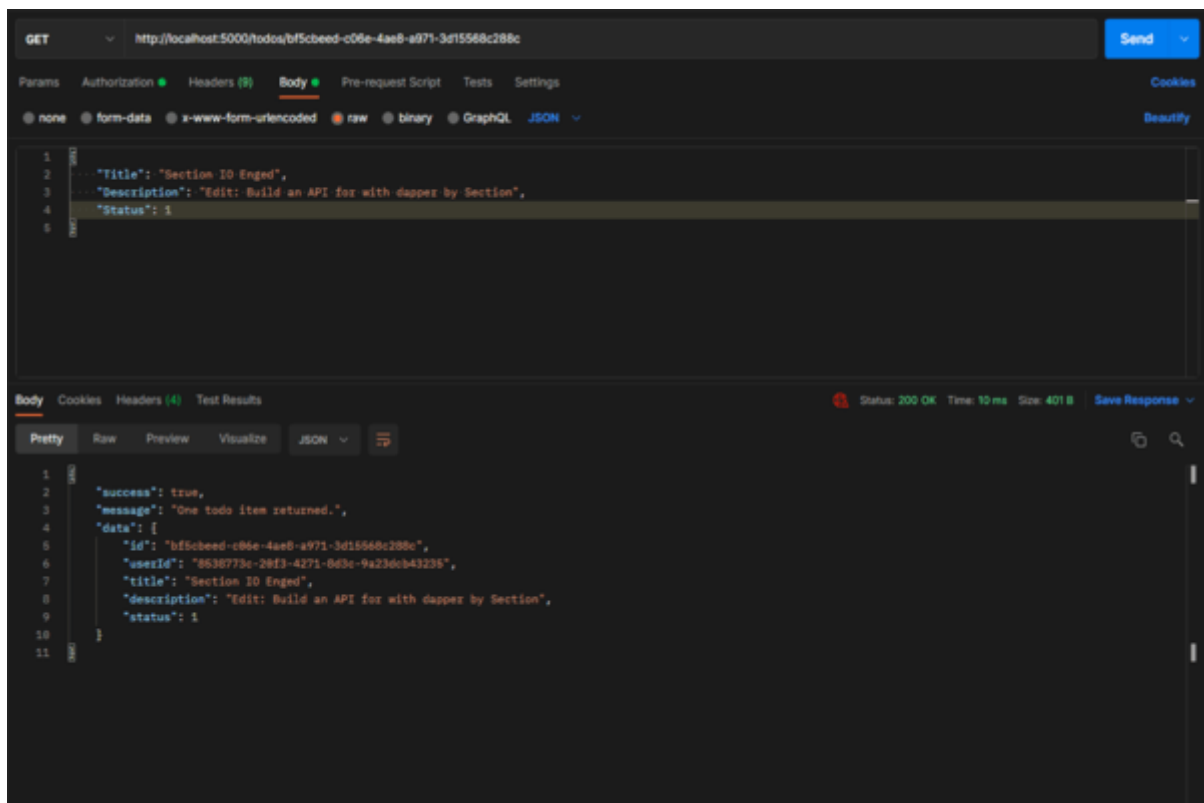 GET http://localhost:5000/todos/bf5cbeed-c06e-4ae8-a971-3d15568c288c Send
Params Authorization Headers (9) Body Pre-request Script Tests Settings Cookies
none form-data x-www-form-urlencoded raw binary GraphQL JSON Beautify
1 {
2 "Title": "Section IO Enged",
3 "Description": "Edit: Build an API for with dapper by Section",
4 "Status": 1
5 }
Body Cookies Headers (4) Test Results Status: 200 OK Time: 10 ms Size: 401 B Save Response
Pretty Raw Preview Visualize JSON
1 {
2 "success": true,
3 "message": "One todo item returned.",
4 "data": {
5 "id": "bf5cbeed-c06e-4ae8-a971-3d15568c288c",
6 "userId": "8538773c-20f3-4271-8d3c-9a23dcb43235",
7 "title": "Section IO Enged",
8 "description": "Edit: Build an API for with dapper by Section",
9 "status": 1
10 }
11 }